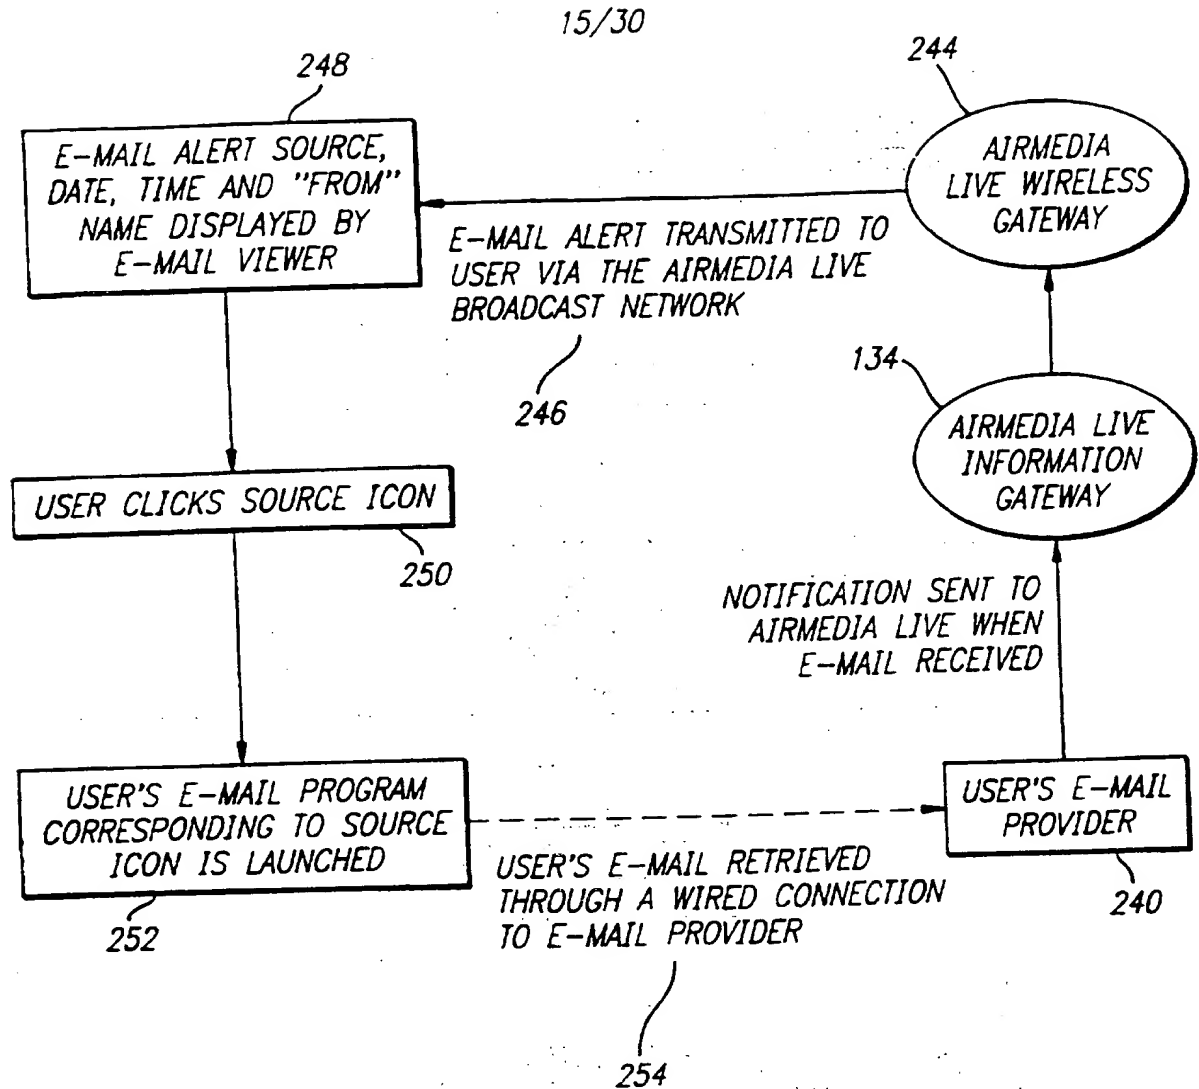 15/30
248
E-MAIL ALERT SOURCE,
DATE, TIME AND "FROM"
NAME DISPLAYED BY
E-MAIL VIEWER
244
AIRMEDIA
LIVE WIRELESS
GATEWAY
E-MAIL ALERT TRANSMITTED TO
USER VIA THE AIRMEDIA LIVE
BROADCAST NETWORK
246
134
AIRMEDIA LIVE
INFORMATION
GATEWAY
USER CLICKS SOURCE ICON
250
NOTIFICATION SENT TO
AIRMEDIA LIVE WHEN
E-MAIL RECEIVED
USER'S E-MAIL PROGRAM
CORRESPONDING TO SOURCE
ICON IS LAUNCHED
252
USER'S E-MAIL
PROVIDER
240
USER'S E-MAIL RETRIEVED
THROUGH A WIRED CONNECTION
TO E-MAIL PROVIDER
254